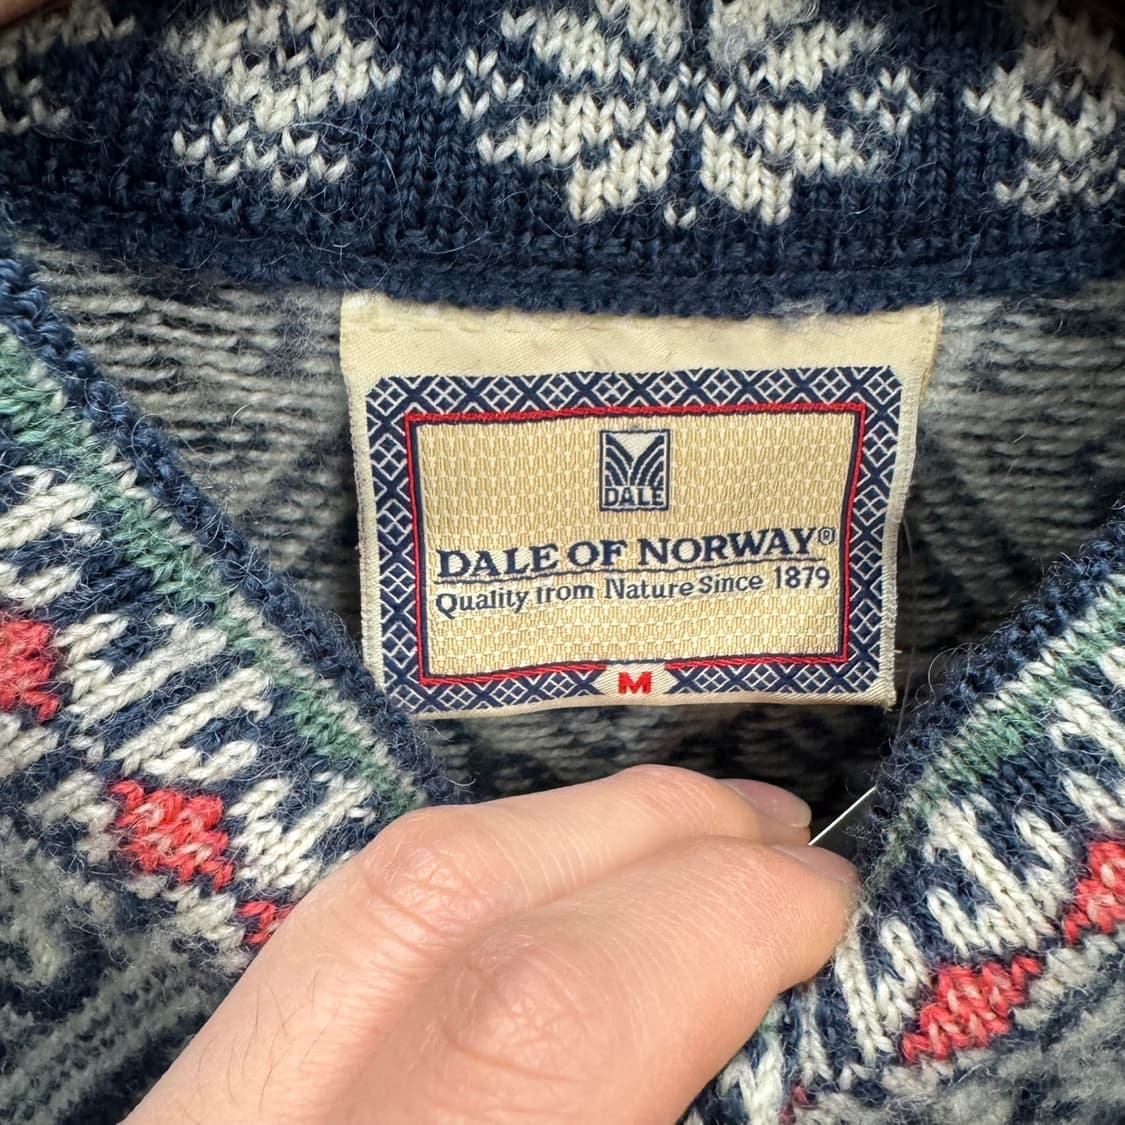 DALE
DALE OF NORWAY®
Quality from Nature Since 1879
M